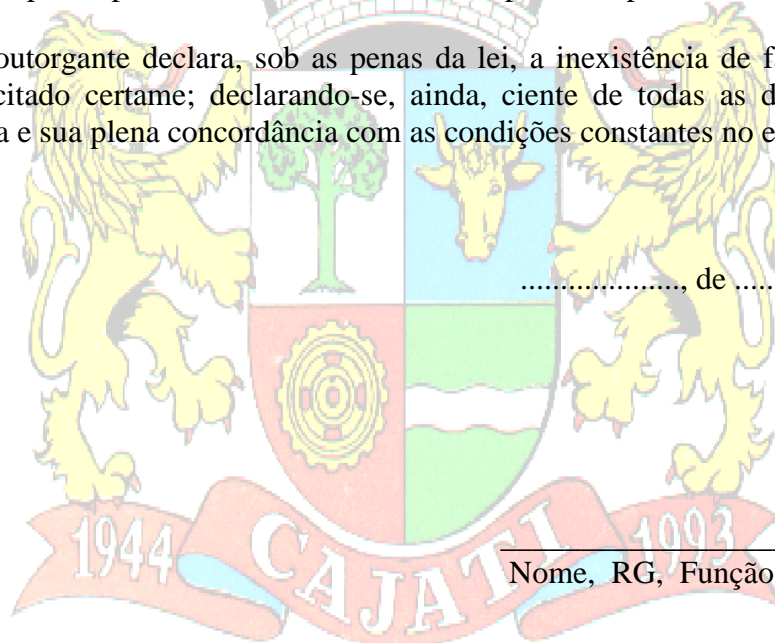 outorgante declara, sob as penas da lei, a inexistência de f
citado certame; declarando-se, ainda, ciente de todas as d
a e sua plena concordância com as condições constantes no e
...................., de .....
Nome, RG, Função
1944 CAJATI 1993